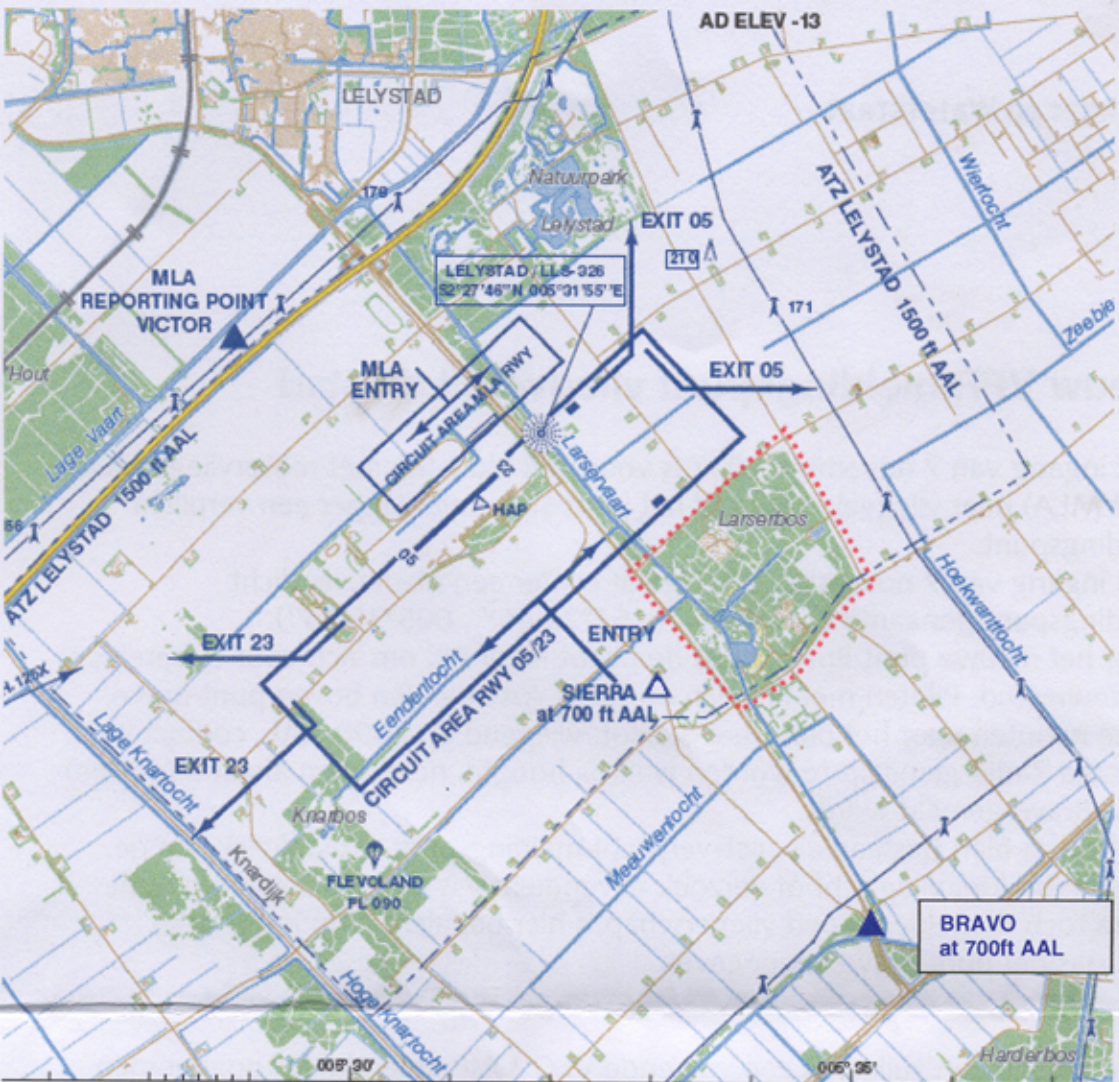 AD ELEV -13
LELYSTAD
Natuurpark
Lelystad
178
Wiertocht
ATZ LELYSTAD 1500 ft AAL
EXIT 05
210
LELYSTAD / LLS-326
52°27'46"N 005°31'55"E
MLA
REPORTING POINT
VICTOR
171
Zeebie
Hout
MLA
ENTRY
CIRCUIT AREA MLA RWY
EXIT 05
Lage Vaart
Larservaart
23
HAP
Larserbos
56
ATZ LELYSTAD 1500 ft AAL
05
Hoekwanttocht
EXIT 23
ENTRY
Eendentocht
SIERRA
at 700 ft AAL
CIRCUIT AREA RWY 05/23
Lage Knartocht
EXIT 23
Knarbos
Meeuwentocht
Knardijk
FLEVOLAND
FL 090
BRAVO
at 700ft AAL
Hoge Knartocht
Harderbos
005° 30'
005° 35'